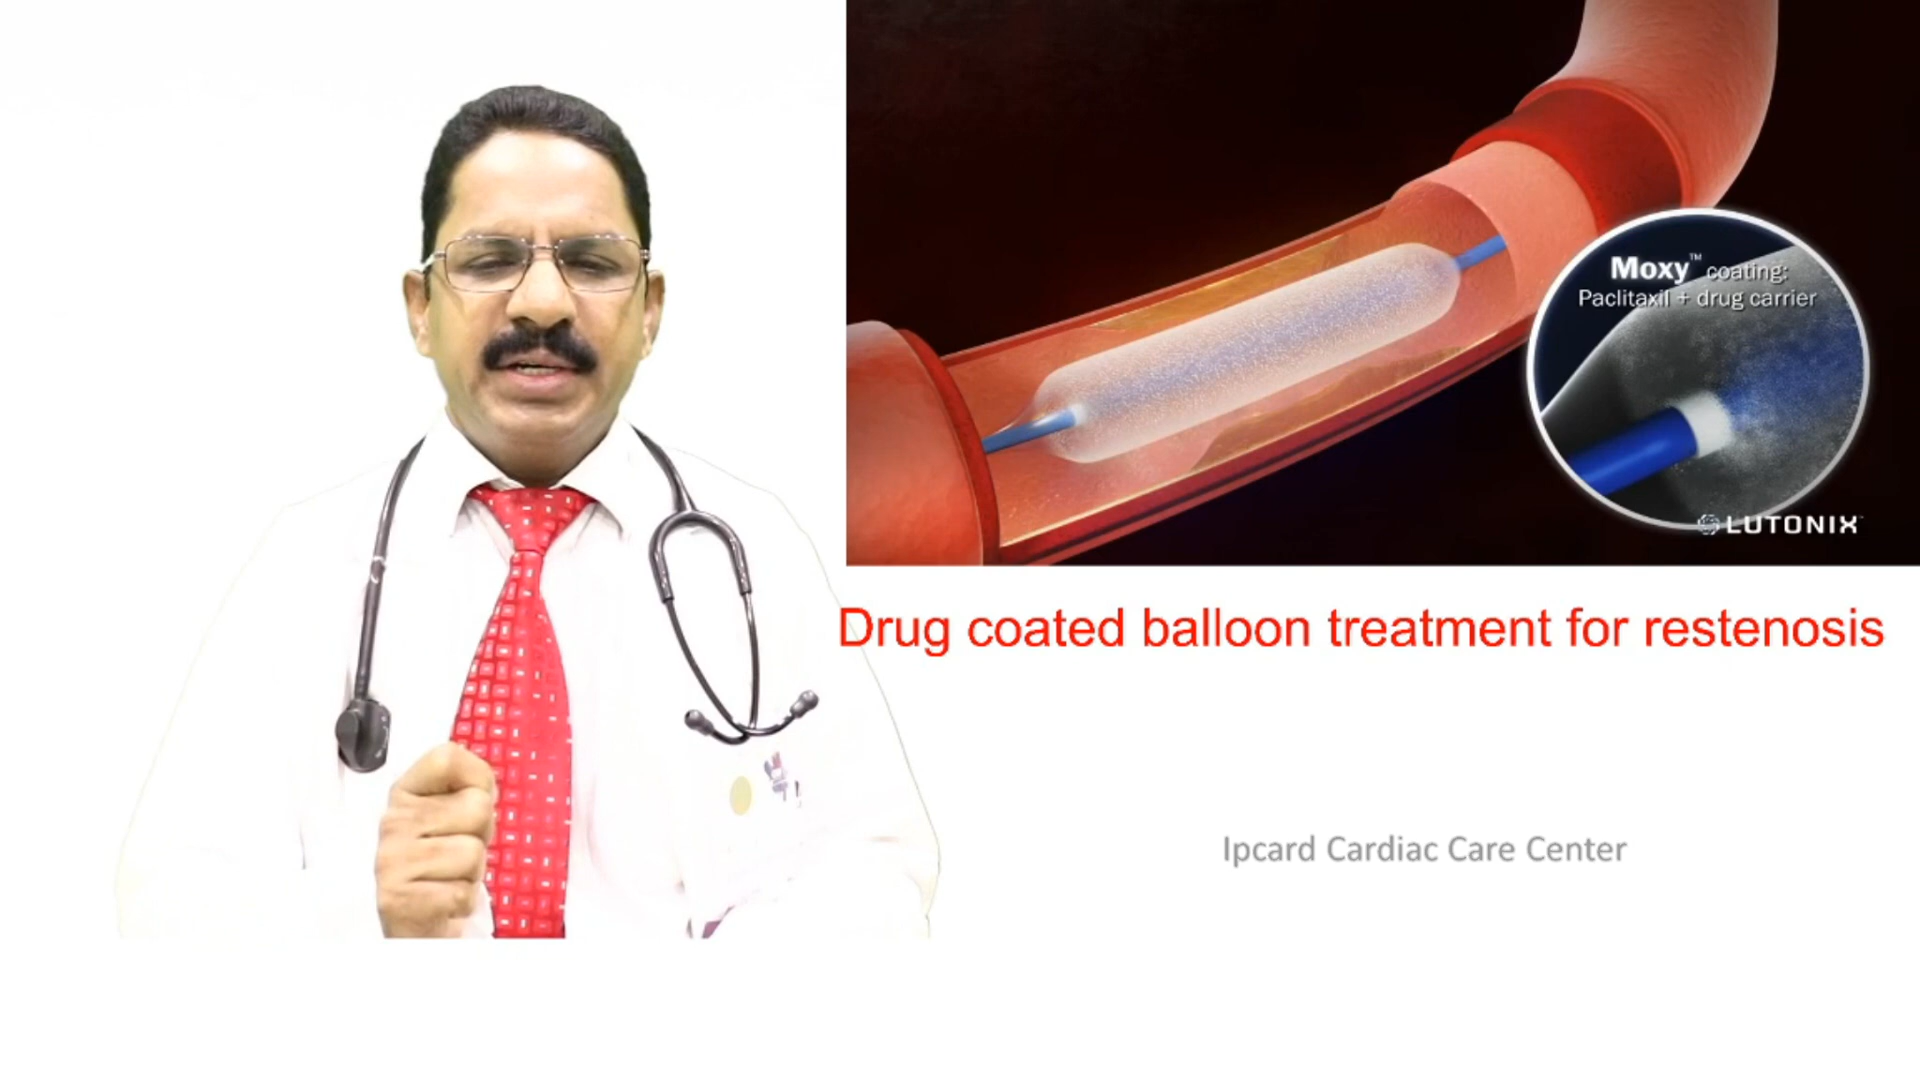 Moxy™ coating:
Paclitaxil + drug carrier
LUTONIX
Drug coated balloon treatment for restenosis
Ipcard Cardiac Care Center